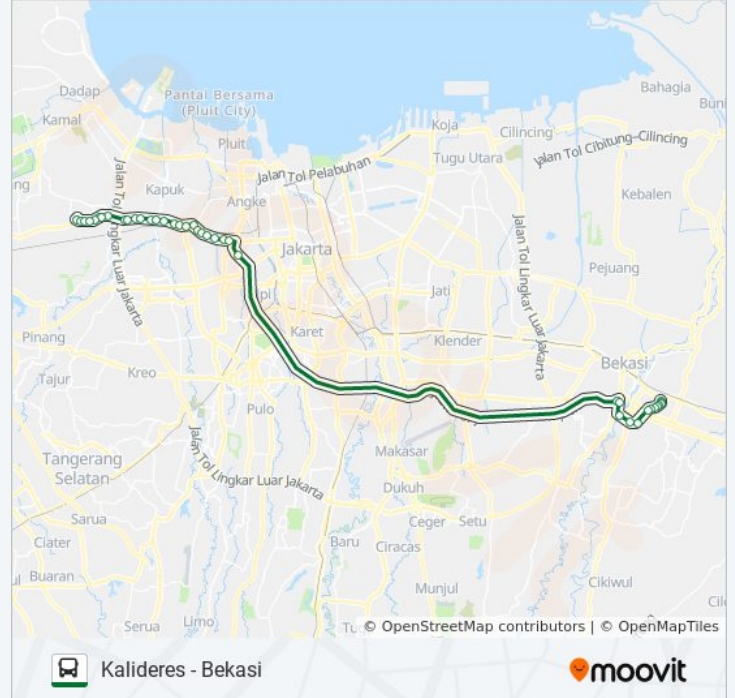 Bahagia
Dadap
Pantai Bersama
(Pluit City)
Kamal
Koja
Cilincing
Pluit
Tugu Utara
Jalan Tol Cibitung-Cilincing
Jalan Tol Pelabuhan
Kapuk
Angke
Kebalen
Jalan Tol Lingkar Luar Jakarta
Jakarta
Jalan Tol Lingkar Luar Jakarta
Pejuang
Jati
Karet
Klender
Pinang
Bekasi
Kreo
Tajur
Pulo
Makasar
Tangerang
Selatan
Jalan Tol Lingkar Luar Jakarta
Dukuh
Sarua
Ceger
Setu
Ciater
Baru
Ciracas
Buaran
Munjul
Cikiwul
Serua
Limo
© OpenStreetMap contributors | © OpenMapTiles
Kalideres - Bekasi
moovit